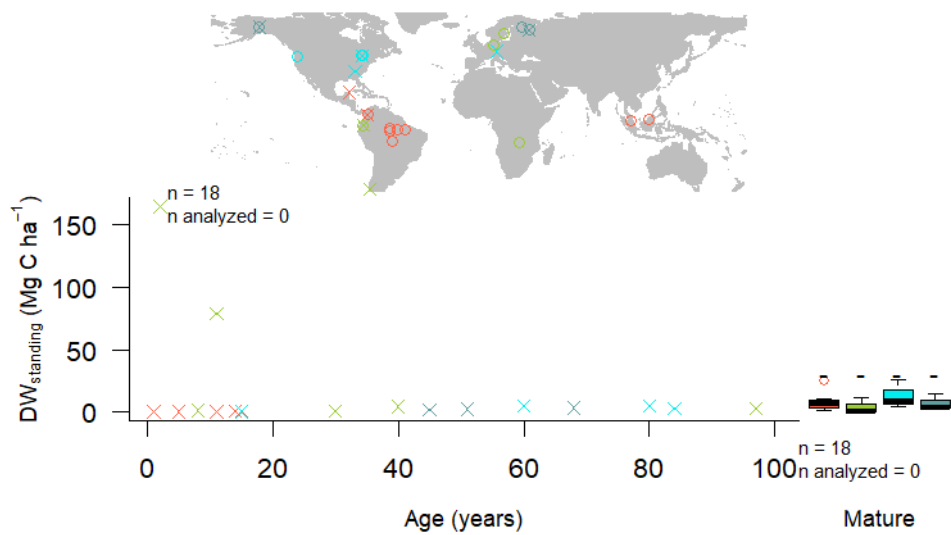 n = 18
n analyzed = 0
DWstanding (Mg C ha−1)
150
100
50
0
0 20 40 60 80 100
n = 18
n analyzed = 0
Age (years)
Mature
- - - -